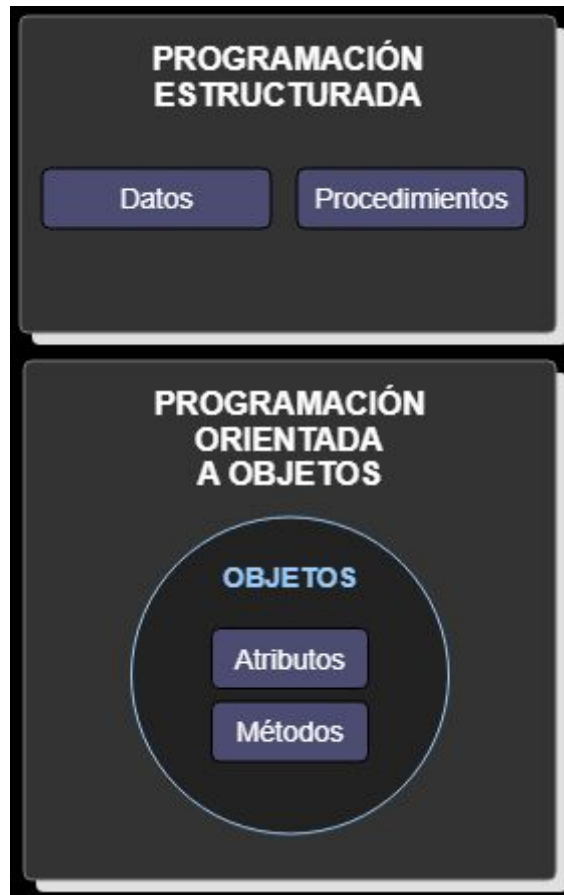 PROGRAMACIÓN
ESTRUCTURADA
Datos
Procedimientos
PROGRAMACIÓN
ORIENTADA
A OBJETOS
OBJETOS
Atributos
Métodos